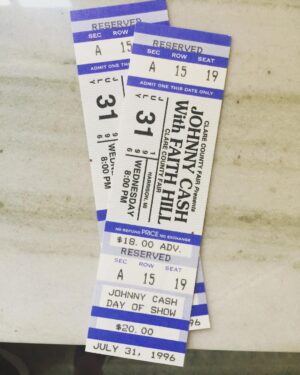 RESERVED
SEC ROW
A 15
31
WEDNE
8:00 PM
1996
RESERVED
SEC ROW SEAT
A 15 19
ADMIT ONE THIS DATE ONLY
CLARE COUNTY FAIR Presents
JOHNNY CASH
With FAITH HILL
CLARE COUNTY FAIR
HARRISON, MI
31
WEDNESDAY
8:00 PM
NO REFUND PRICE NO EXCHANGE
$18.00 ADV.
RESERVED
SEC ROW SEAT
A 15 19
JOHNNY CASH
DAY OF SHOW
$20.00
JULY 31, 1996